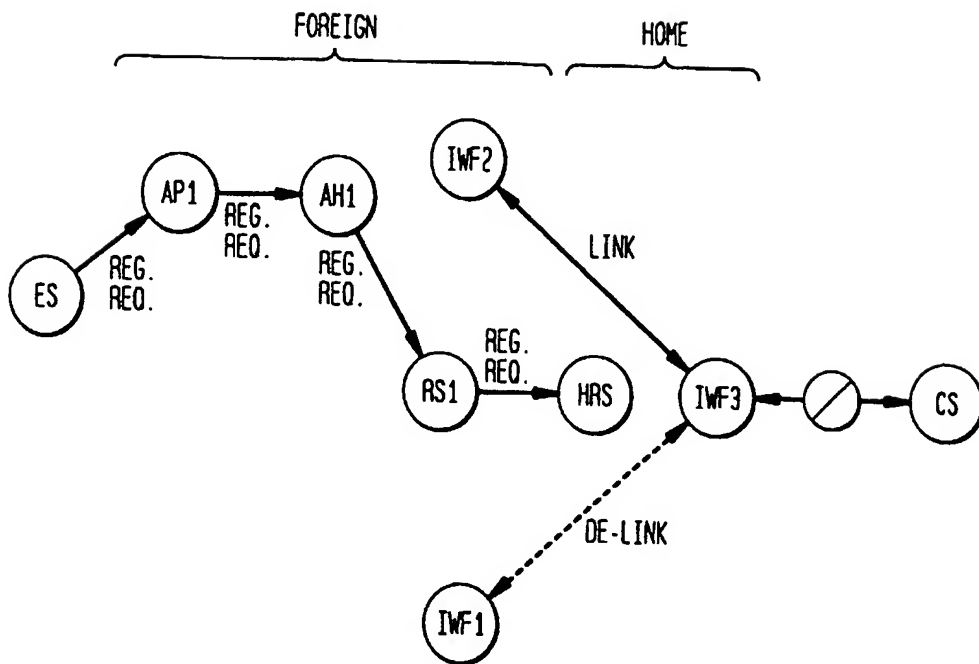 FOREIGN
HOME
IWF2
AP1
AH1
REG.
REQ.
LINK
ES
REG.
REQ.
REG.
REQ.
REG.
REQ.
RS1
HRS
IWF3
CS
DE-LINK
IWF1